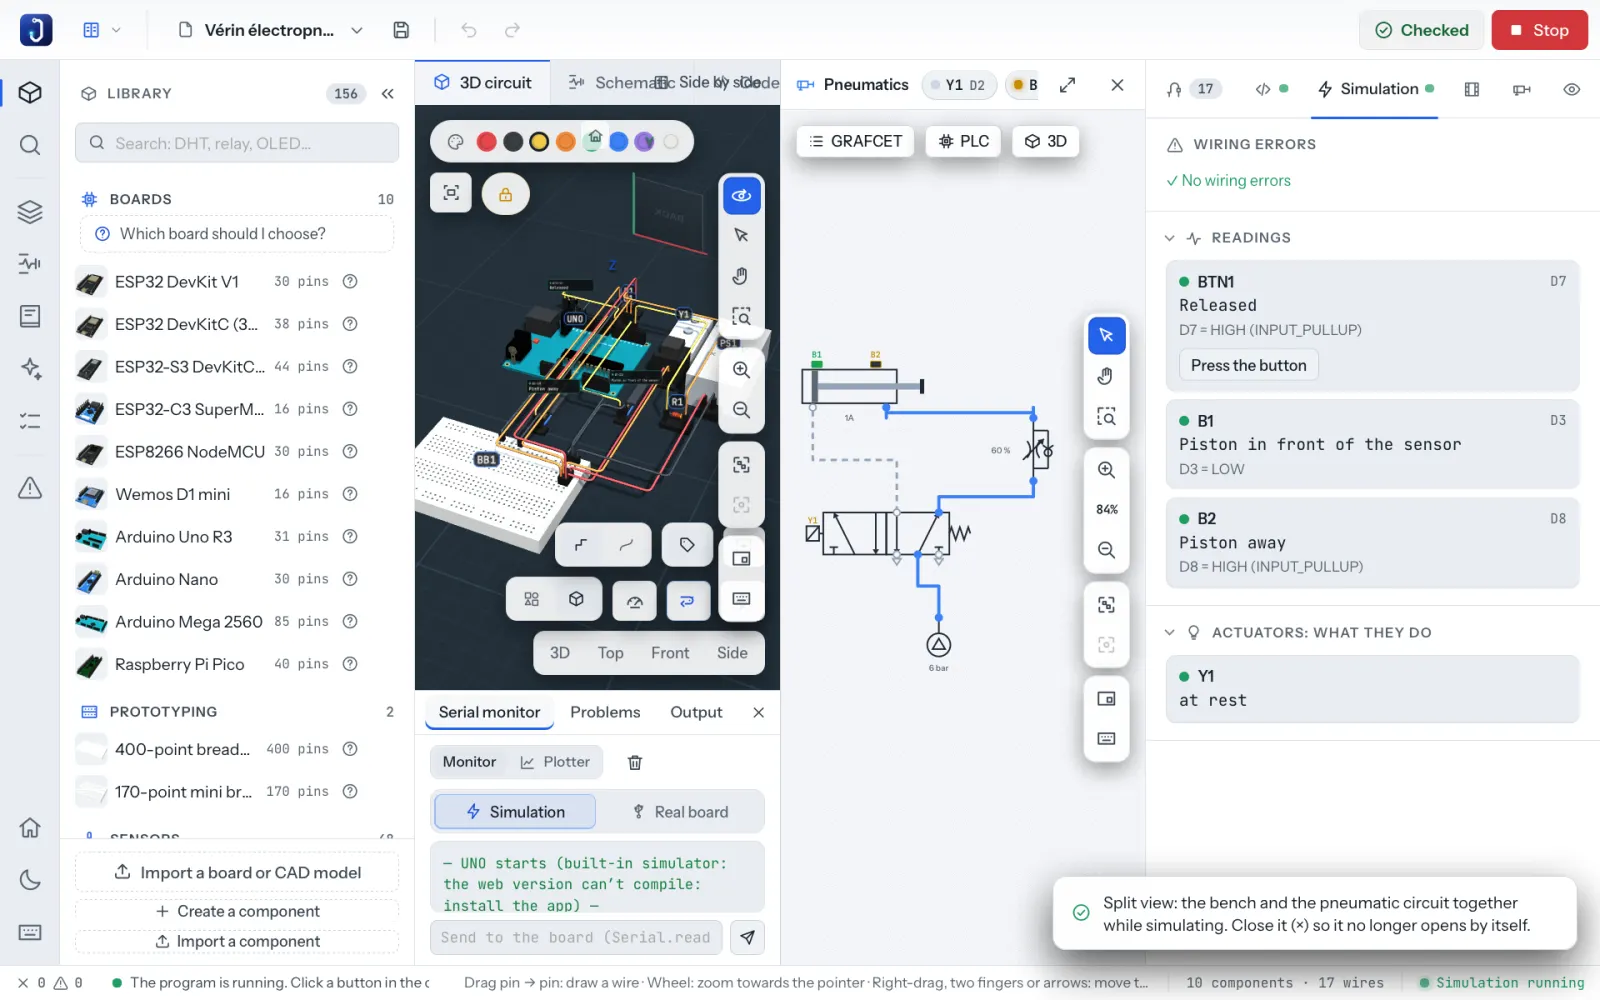 Vérin électropn...
Checked
Stop
LIBRARY
156
Search: DHT, relay, OLED...
BOARDS
10
Which board should I choose?
ESP32 DevKit V1
30 pins
ESP32 DevKitC (3...
38 pins
ESP32-S3 DevKitC...
44 pins
ESP32-C3 SuperM...
16 pins
ESP8266 NodeMCU
30 pins
Wemos D1 mini
16 pins
Arduino Uno R3
31 pins
Arduino Nano
30 pins
Arduino Mega 2560
85 pins
Raspberry Pi Pico
40 pins
PROTOTYPING
2
400-point bread...
400 pins
170-point mini br...
170 pins
SENSORS
Import a board or CAD model
Create a component
Import a component
3D circuit
Schematic
Side by side
Code
Z
UNO
Y1
PS1
R1
BB1
3D
Top
Front
Side
Serial monitor
Problems
Output
Monitor
Plotter
Simulation
Real board
— UNO starts (built-in simulator:
the web version can’t compile:
install the app) —
Send to the board (Serial.read
Pneumatics
Y1 D2
B
GRAFCET
PLC
3D
B1
B2
1A
60 %
Y1
6 bar
84%
17
Simulation
WIRING ERRORS
✓ No wiring errors
READINGS
BTN1
D7
Released
D7 = HIGH (INPUT_PULLUP)
Press the button
B1
D3
Piston in front of the sensor
D3 = LOW
B2
D8
Piston away
D8 = HIGH (INPUT_PULLUP)
ACTUATORS: WHAT THEY DO
Y1
at rest
Split view: the bench and the pneumatic circuit together
while simulating. Close it (×) so it no longer opens by itself.
0
0
The program is running. Click a button in the
Drag pin → pin: draw a wire · Wheel: zoom towards the pointer · Right-drag, two fingers or arrows: move t...
10 components · 17 wires
Simulation running